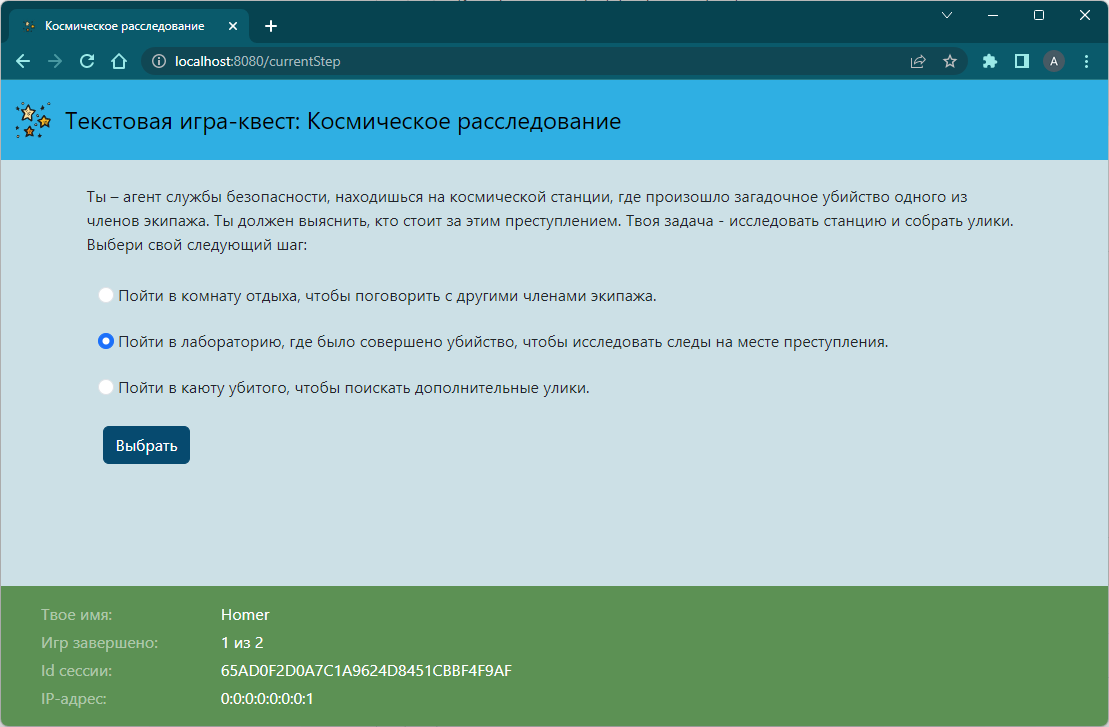 Космическое расследование
localhost:8080/currentStep
A
Текстовая игра-квест: Космическое расследование
Ты – агент службы безопасности, находишься на космической станции, где произошло загадочное убийство одного из
членов экипажа. Ты должен выяснить, кто стоит за этим преступлением. Твоя задача - исследовать станцию и собрать улики.
Выбери свой следующий шаг:
Пойти в комнату отдыха, чтобы поговорить с другими членами экипажа.
Пойти в лабораторию, где было совершено убийство, чтобы исследовать следы на месте преступления.
Пойти в каюту убитого, чтобы поискать дополнительные улики.
Выбрать
Твое имя: Homer
Игр завершено: 1 из 2
Id сессии: 65AD0F2D0A7C1A9624D8451CBBF4F9AF
IP-адрес: 0:0:0:0:0:0:0:1